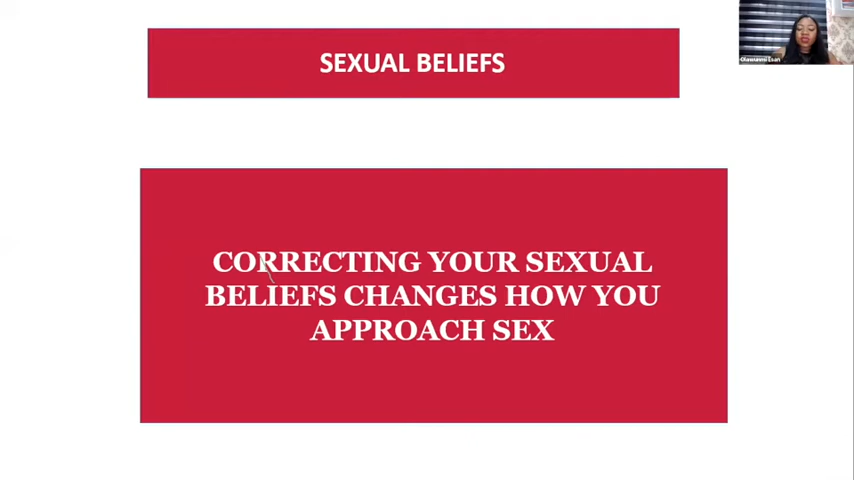 SEXUAL BELIEFS
CORRECTING YOUR SEXUAL
BELIEFS CHANGES HOW YOU
APPROACH SEX